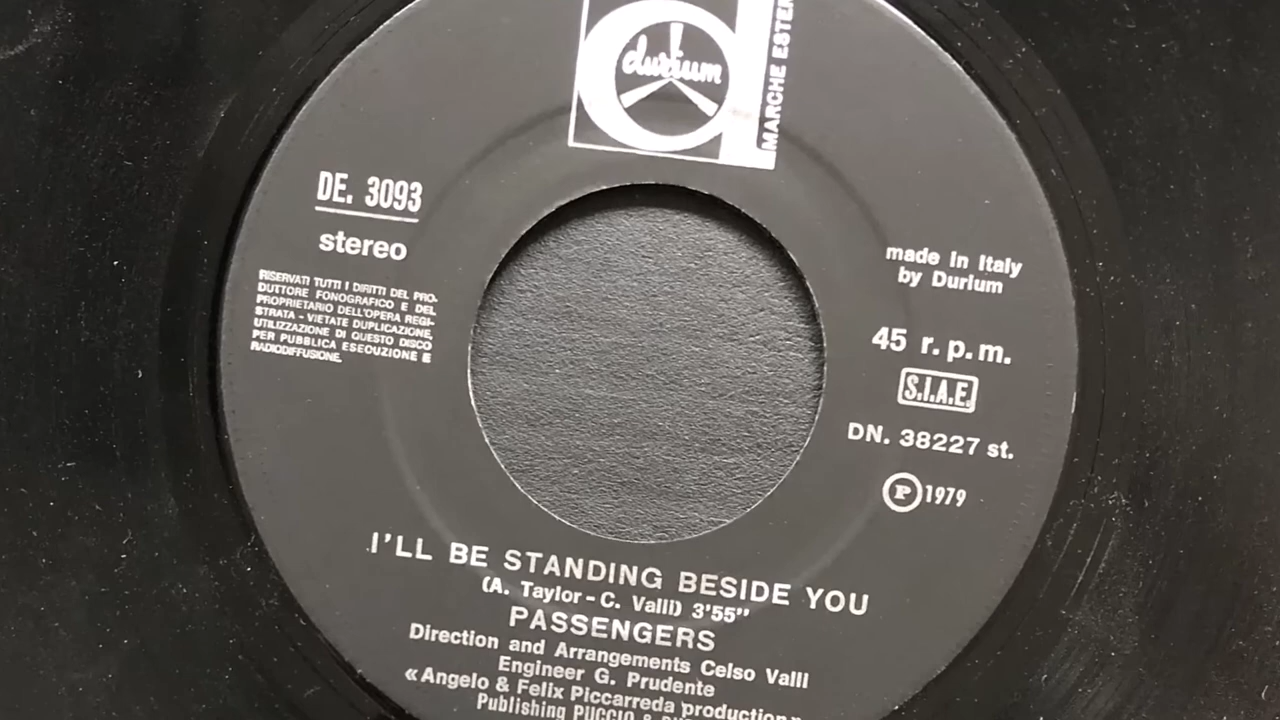 durium
MARCHE ESTER
DE. 3093
stereo
RISERVATI TUTTI I DIRITTI DEL PRO-
DUTTORE FONOGRAFICO E DEL
PROPRIETARIO DELL'OPERA REGI-
STRATA - VIETATE DUPLICAZIONE,
UTILIZZAZIONE DI QUESTO DISCO
PER PUBBLICA ESECUZIONE E
RADIODIFFUSIONE.
made in Italy
by Durium
45 r.p.m.
S.I.A.E.
DN. 38227 st.
Ⓟ 1979
I'LL BE STANDING BESIDE YOU
(A. Taylor - C. Valli) 3'55"
PASSENGERS
Direction and Arrangements Celso Valli
Engineer G. Prudente
«Angelo & Felix Piccarreda production»
Publishing PUCCIO &